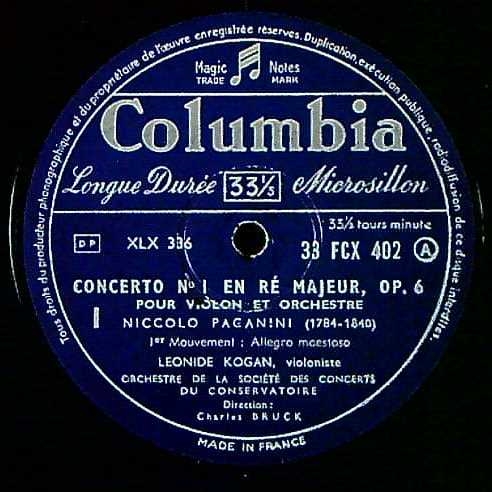 Tous droits du producteur phonographique et du propriétaire de l'œuvre enregistrée réservés. Duplication, exécution publique, radiodiffusion de ce disque interdites.
Magic Notes
TRADE MARK
Columbia
Longue Durée 33⅓ Microsillon
33⅓ tours minute
DP XLX 336 33 FCX 402 A
CONCERTO No 1 EN RÉ MAJEUR, OP. 6
POUR VIOLON ET ORCHESTRE
I NICCOLO PAGANINI (1784-1840)
1er Mouvement : Allegro maestoso
LEONIDE KOGAN, violoniste
ORCHESTRE DE LA SOCIÉTÉ DES CONCERTS
DU CONSERVATOIRE
Direction:
Charles BRUCK
MADE IN FRANCE